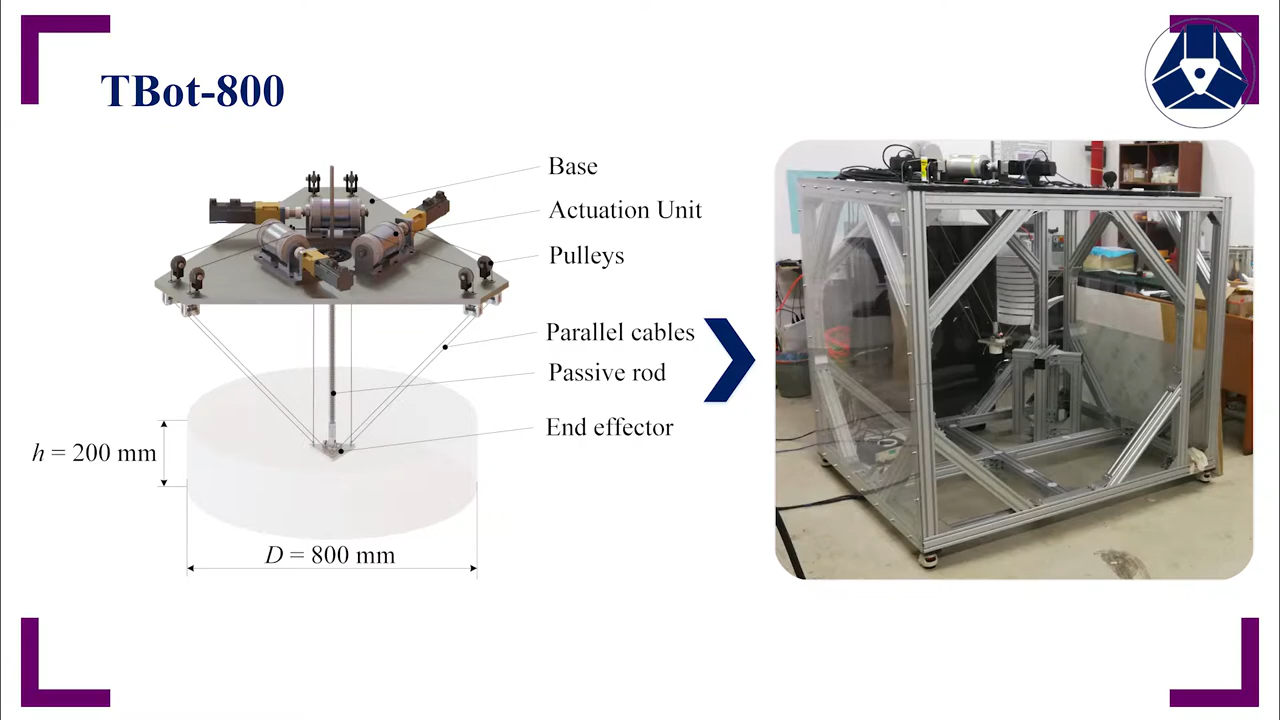 TBot-800
Base
Actuation Unit
Pulleys
Parallel cables
Passive rod
End effector
h = 200 mm
D = 800 mm